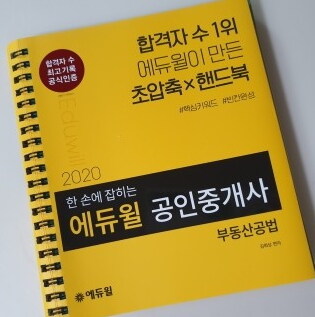 합격자 수
최고기록
공식인증
합격자 수 1위
에듀윌이 만든
초압축×핸드북
#핵심키워드 #빈칸완성
2020
한 손에 잡히는
에듀윌 공인중개사
부동산공법
에듀윌